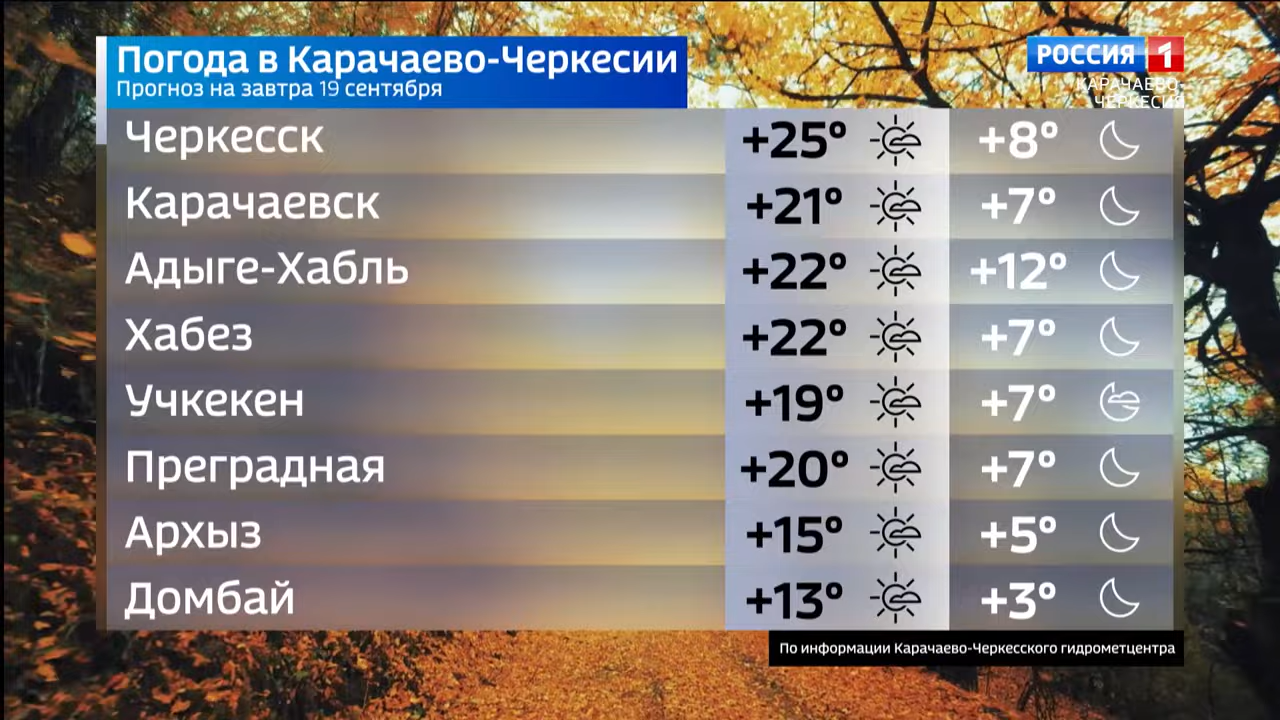 Погода в Карачаево-Черкесии
Прогноз на завтра 19 сентября
РОССИЯ 1
КАРАЧАЕВО-
ЧЕРКЕСИЯ
Черкесск +25° +8°
Карачаевск +21° +7°
Адыге-Хабль +22° +12°
Хабез +22° +7°
Учкекен +19° +7°
Преградная +20° +7°
Архыз +15° +5°
Домбай +13° +3°
По информации Карачаево-Черкесского гидрометцентра